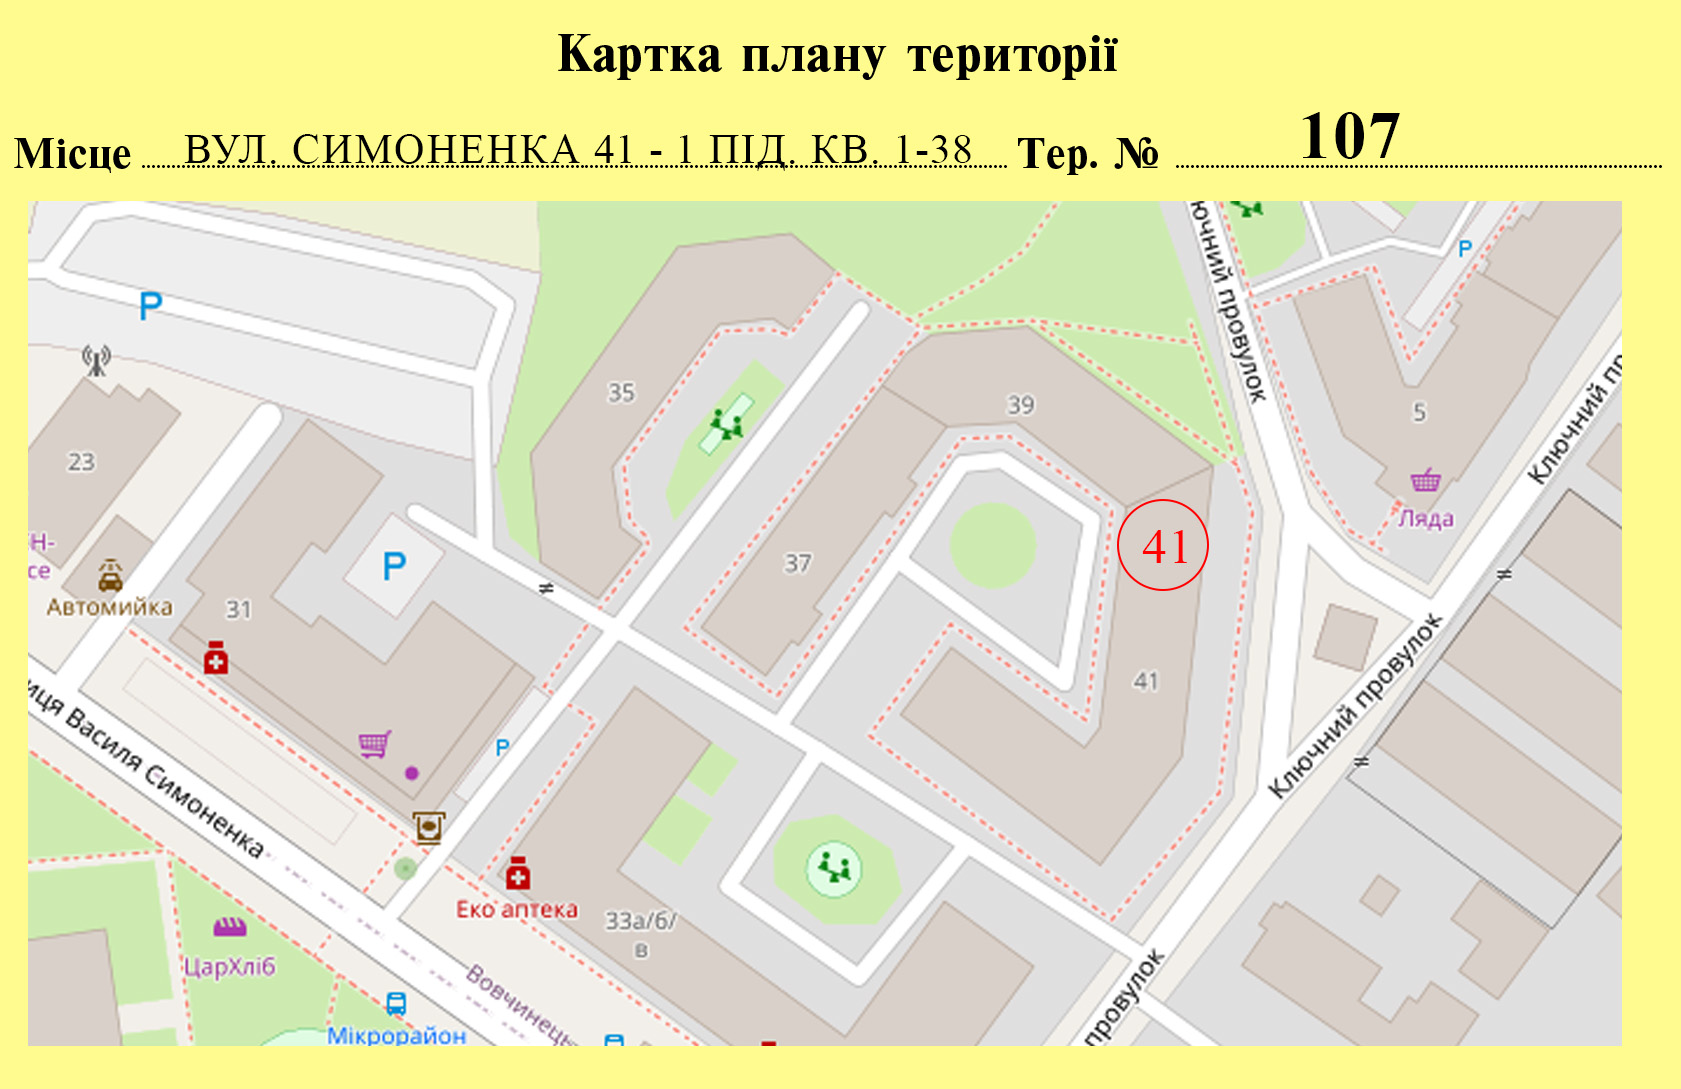 Картка плану території
Місце ВУЛ. СИМОНЕНКА 41 - 1 ПІД. КВ. 1-38 Тер. № 107
P
ючний провулок
P
35
39
5
23
Ключний пр
Ляда
37
41
Н-
се
Автомийка
31
P
41
Ключний провулок
иця Василя Симоненка
P
Еко аптека
33а/б/
в
ЦарХліб
Вовчинець
Мікрорайон
провулок